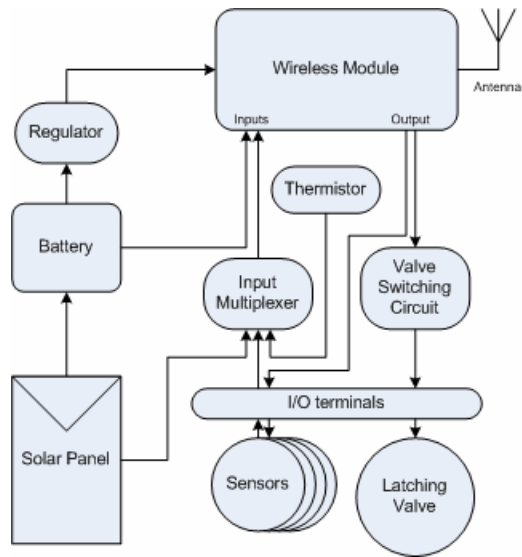 Wireless Module
Inputs
Output
Antenna
Regulator
Thermistor
Battery
Input
Multiplexer
Valve
Switching
Circuit
I/O terminals
Solar Panel
Sensors
Latching
Valve